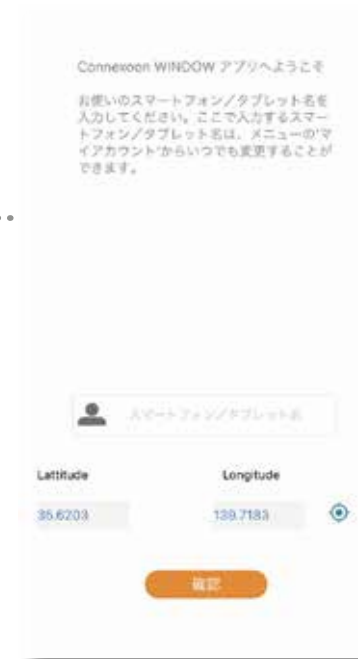 Connexoon WINDOW アプリへようこそ
お使いのスマートフォン／タブレット名を
入力してください。ここで入力するスマー
トフォン／タブレット名は、メニューの'マ
イアカウント'からいつでも変更することが
できます。
スマートフォン／タブレット名
Lattitude
Longitude
35.6203
139.7183
確認